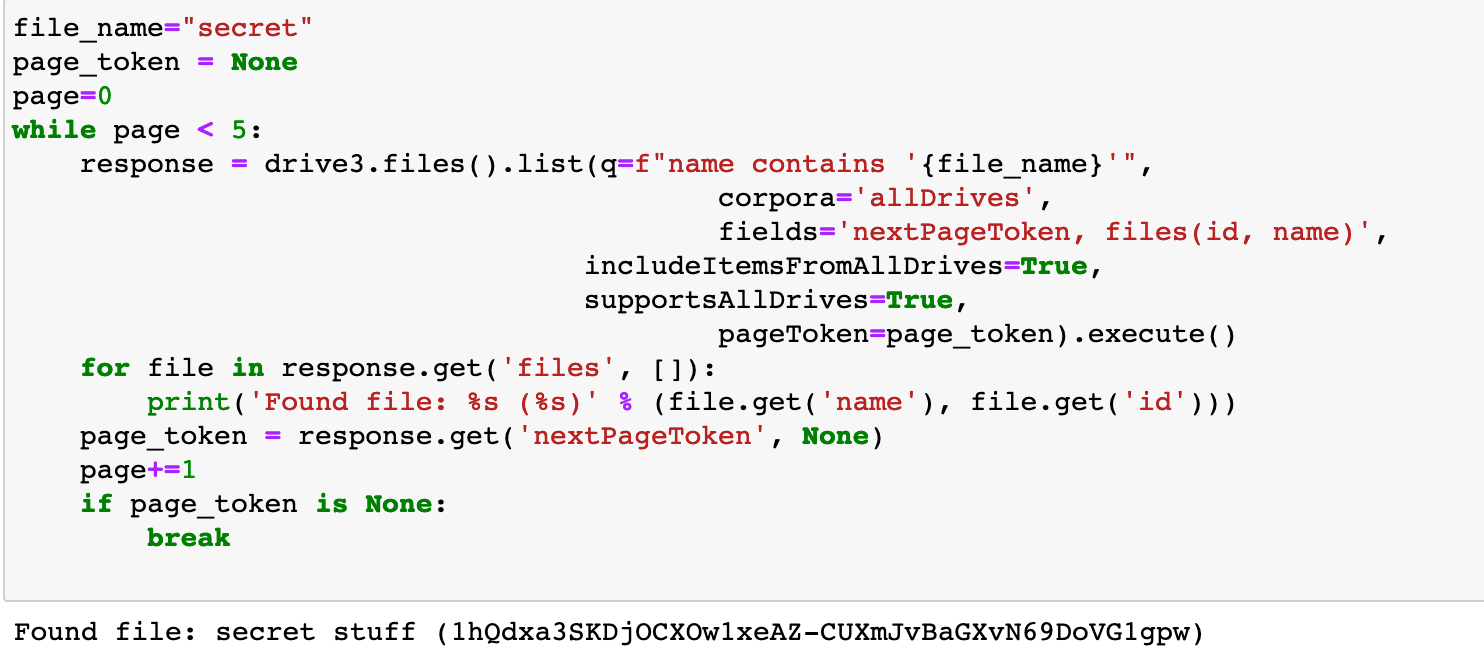 file_name="secret"
page_token = None
page=0
while page < 5:
    response = drive3.files().list(q=f"name contains '{file_name}'",
                                          corpora='allDrives',
                                          fields='nextPageToken, files(id, name)',
                                  includeItemsFromAllDrives=True,
                                  supportsAllDrives=True,
                                          pageToken=page_token).execute()
    for file in response.get('files', []):
        print('Found file: %s (%s)' % (file.get('name'), file.get('id')))
    page_token = response.get('nextPageToken', None)
    page+=1
    if page_token is None:
        break
Found file: secret stuff (1hQdxa3SKDjOCXOw1xeAZ-CUXmJvBaGXvN69DoVG1gpw)